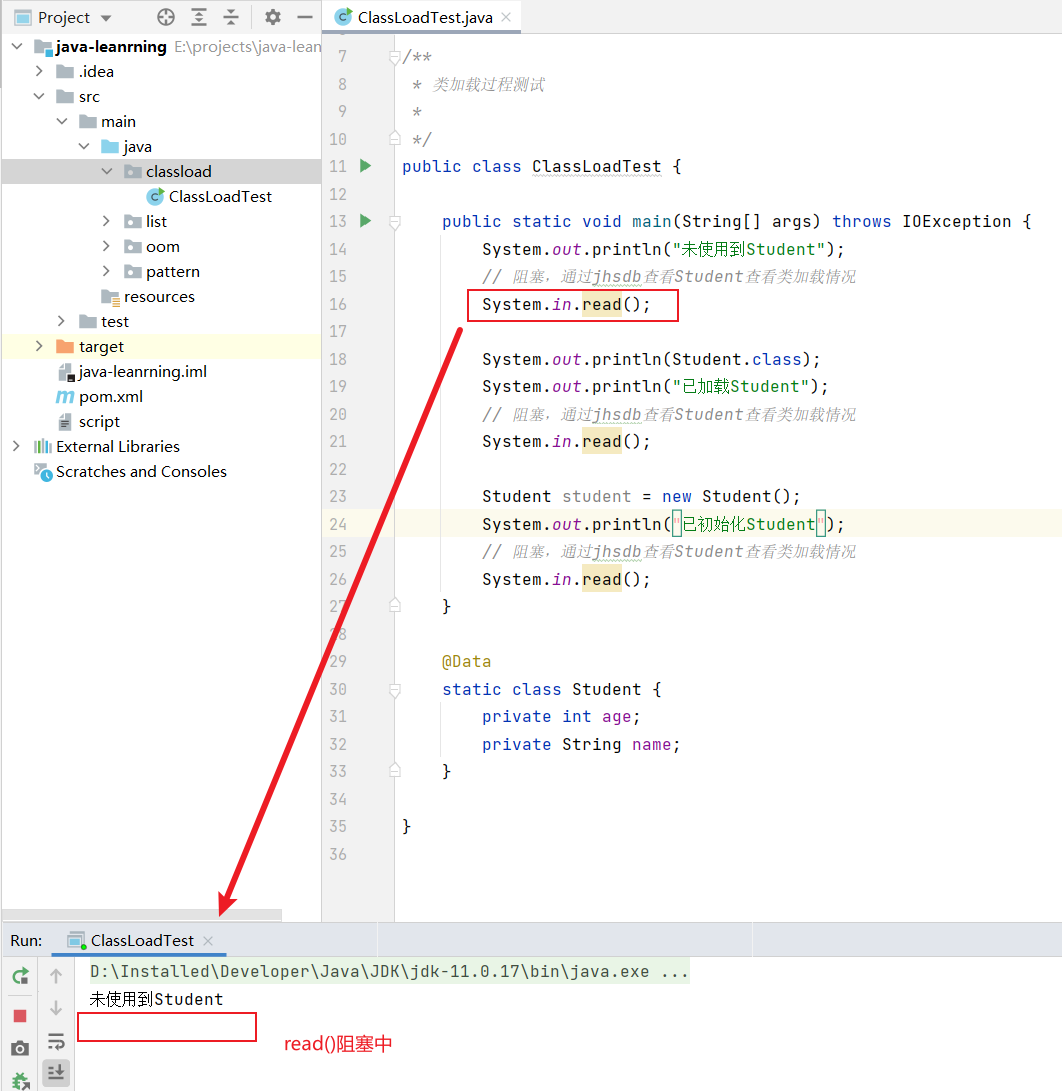 Project
ClassLoadTest.java
java-leanrning E:\projects\java-lean
.idea
src
main
java
classload
ClassLoadTest
list
oom
pattern
resources
test
target
java-leanrning.iml
pom.xml
script
External Libraries
Scratches and Consoles
7 /**
8 * 类加载过程测试
9 *
10 */
11 public class ClassLoadTest {
12
13 public static void main(String[] args) throws IOException {
14 System.out.println("未使用到Student");
15 // 阻塞，通过jhsdb查看Student查看类加载情况
16 System.in.read();
17
18 System.out.println(Student.class);
19 System.out.println("已加载Student");
20 // 阻塞，通过jhsdb查看Student查看类加载情况
21 System.in.read();
22
23 Student student = new Student();
24 System.out.println("已初始化Student");
25 // 阻塞，通过jhsdb查看Student查看类加载情况
26 System.in.read();
27 }
28
29 @Data
30 static class Student {
31 private int age;
32 private String name;
33 }
34
35 }
36
Run: ClassLoadTest
D:\Installed\Developer\Java\JDK\jdk-11.0.17\bin\java.exe ...
未使用到Student
read()阻塞中